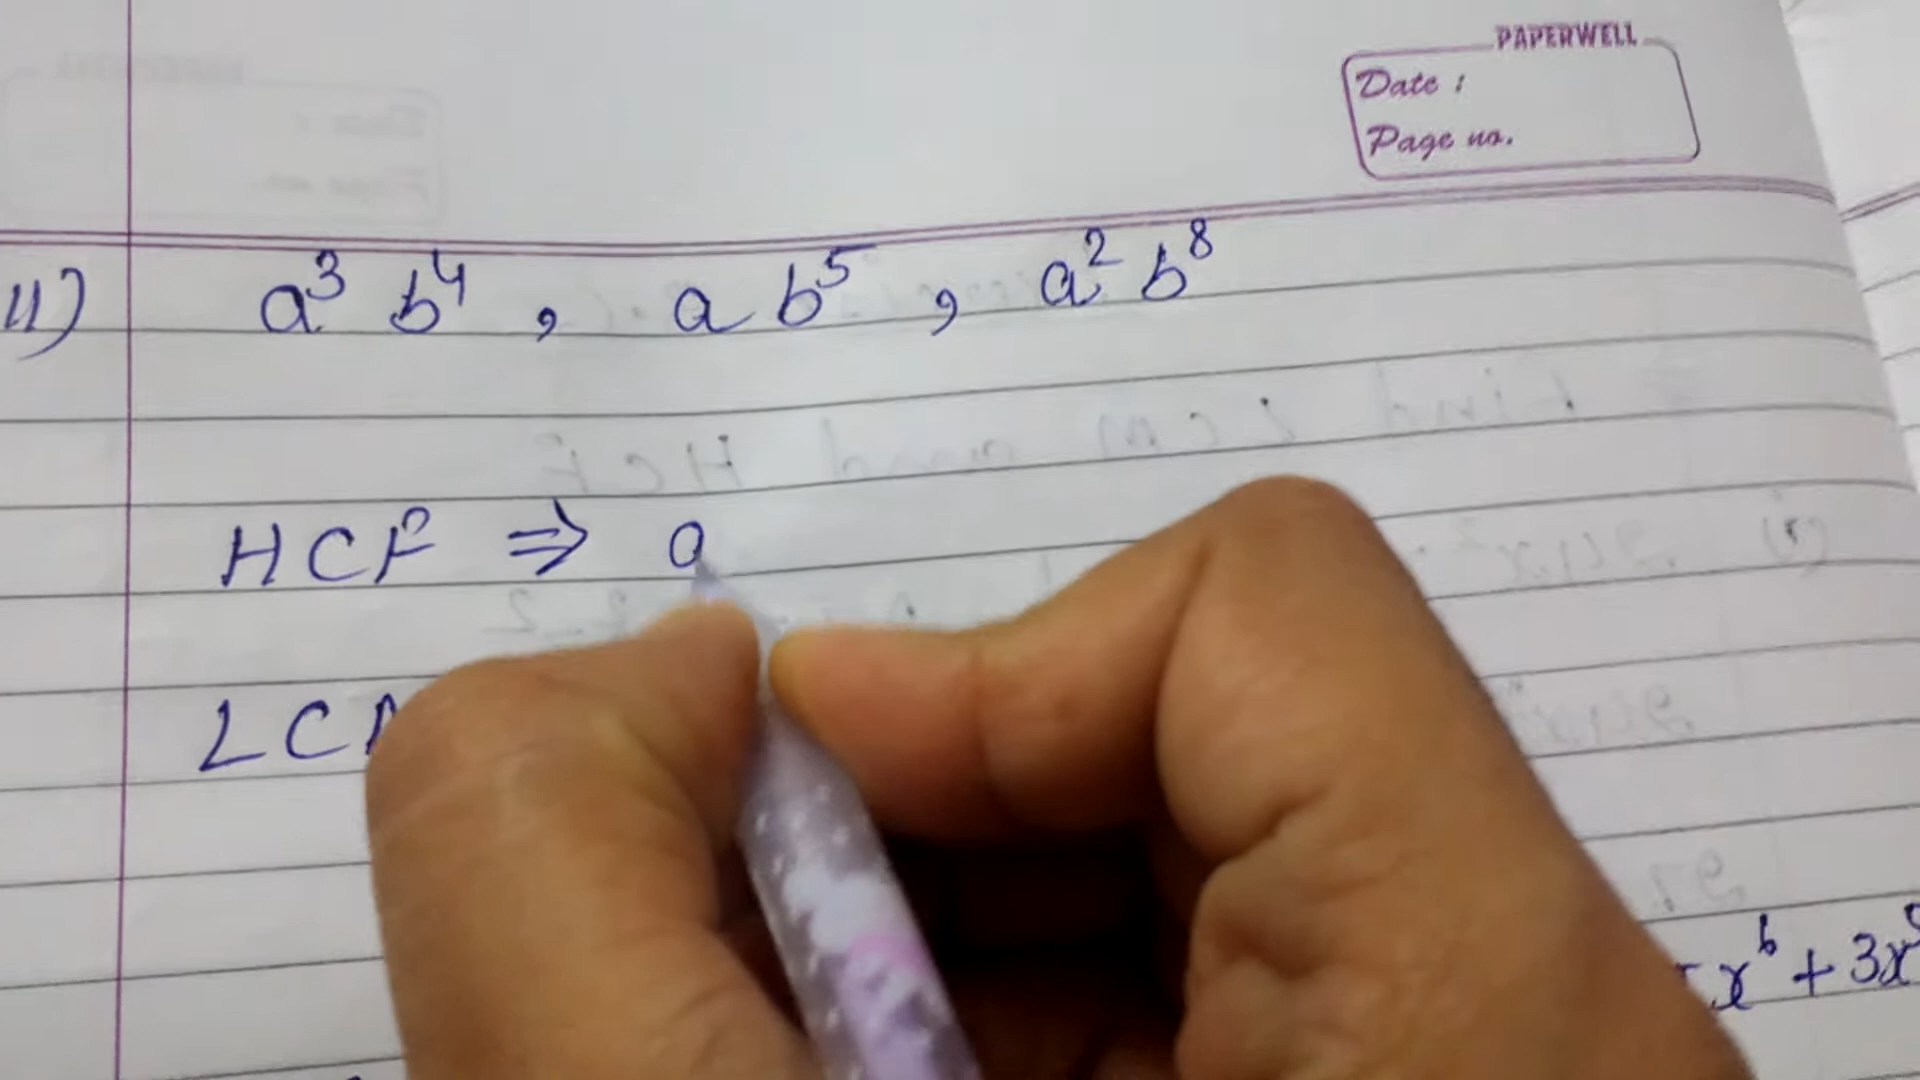 PAPERWELL
Date :
Page no.
11) a³ b⁴ , a b⁵ , a² b⁸
HCF ⇒ a
LC
x⁶ + 3x